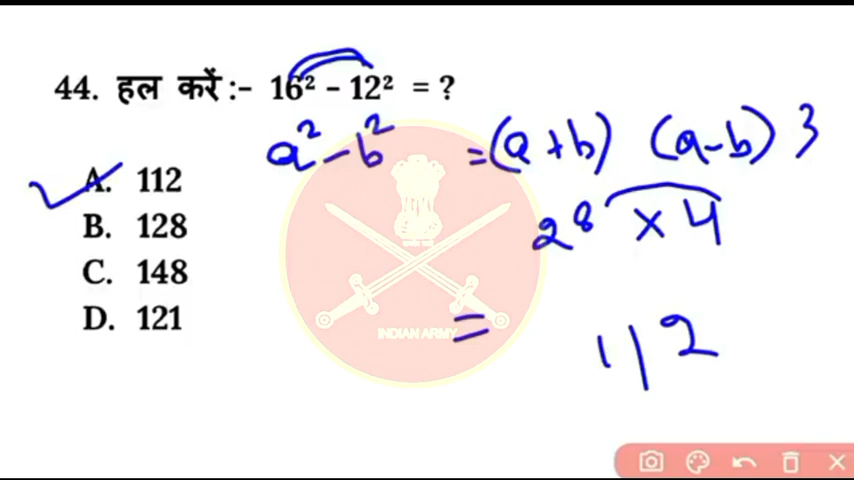 44. हल करें :- 16² − 12² = ?
a² − b² = (a + b) (a − b) 3
A. 112
28 × 4
B. 128
C. 148
D. 121
INDIAN ARMY
= 112